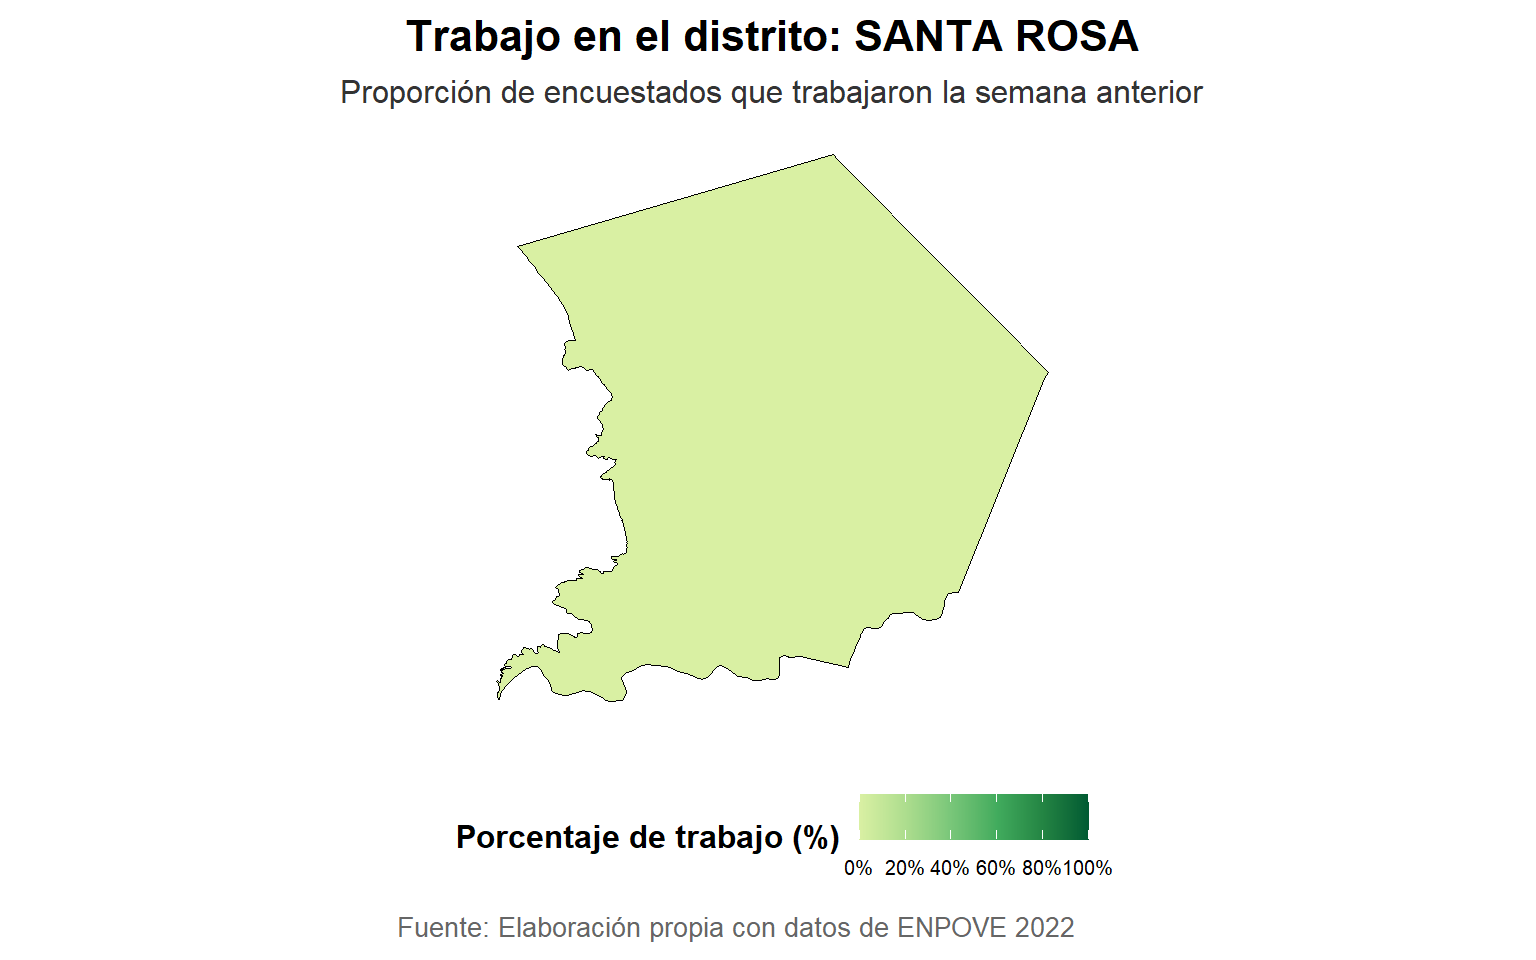 Trabajo en el distrito: SANTA ROSA
Proporción de encuestados que trabajaron la semana anterior
Porcentaje de trabajo (%)
0% 20% 40% 60% 80% 100%
Fuente: Elaboración propia con datos de ENPOVE 2022